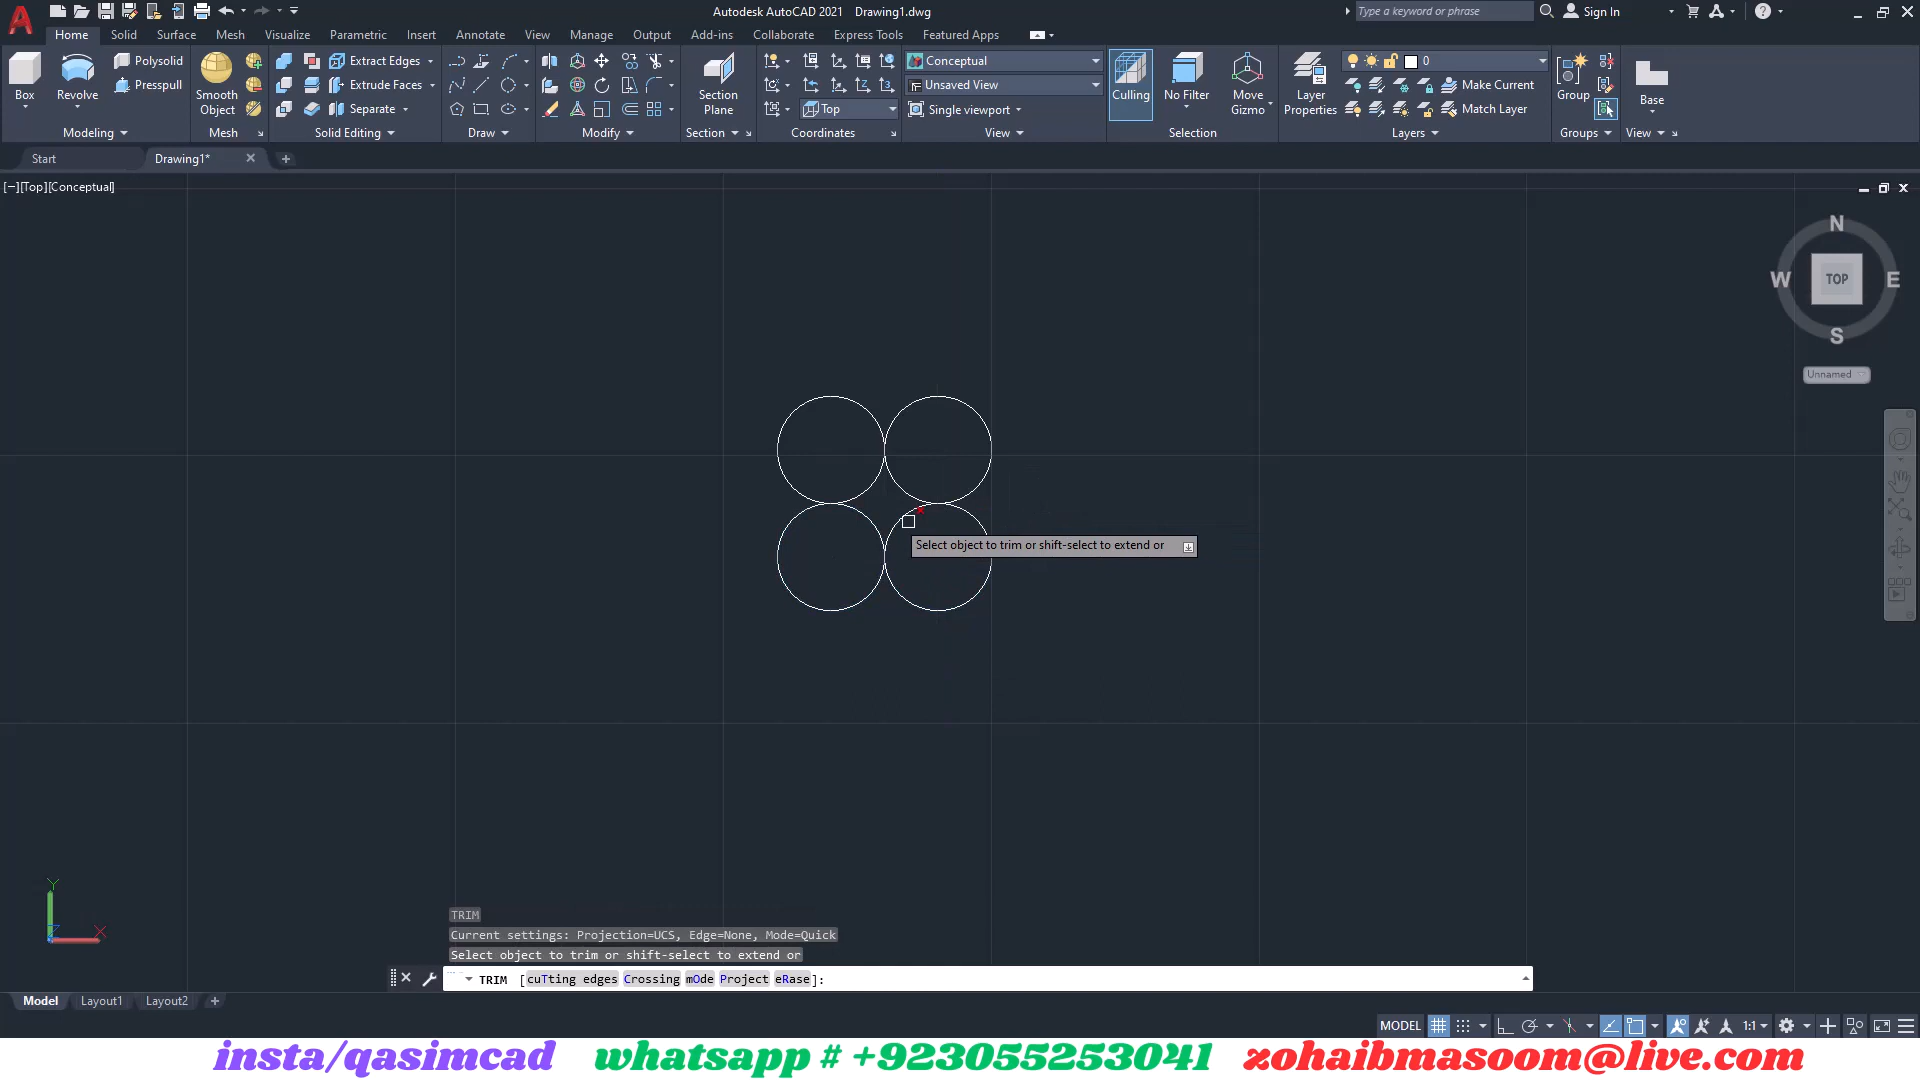 Autodesk AutoCAD 2021 Drawing1.dwg
Type a keyword or phrase
Sign In
Home Solid Surface Mesh Visualize Parametric Insert Annotate View Manage Output Add-ins Collaborate Express Tools Featured Apps
Box
Revolve
Polysolid
Presspull
Modeling
Smooth Object
Mesh
Extract Edges
Extrude Faces
Separate
Solid Editing
Draw
Modify
Section Plane
Section
Top
Coordinates
Conceptual
Unsaved View
Single viewport
View
Culling
No Filter
Move Gizmo
Selection
Layer Properties
0
Make Current
Match Layer
Layers
Group
Groups
Base
View
Start
Drawing1*
[−][Top][Conceptual]
N
W
TOP
E
S
Unnamed
Select object to trim or shift-select to extend or
Y
X
TRIM
Current settings: Projection=UCS, Edge=None, Mode=Quick
Select object to trim or shift-select to extend or
TRIM [cuTting edges Crossing mOde Project eRase]:
Model Layout1 Layout2
MODEL
1:1
insta/qasimcad whatsapp # +923055253041 zohaibmasoom@live.com